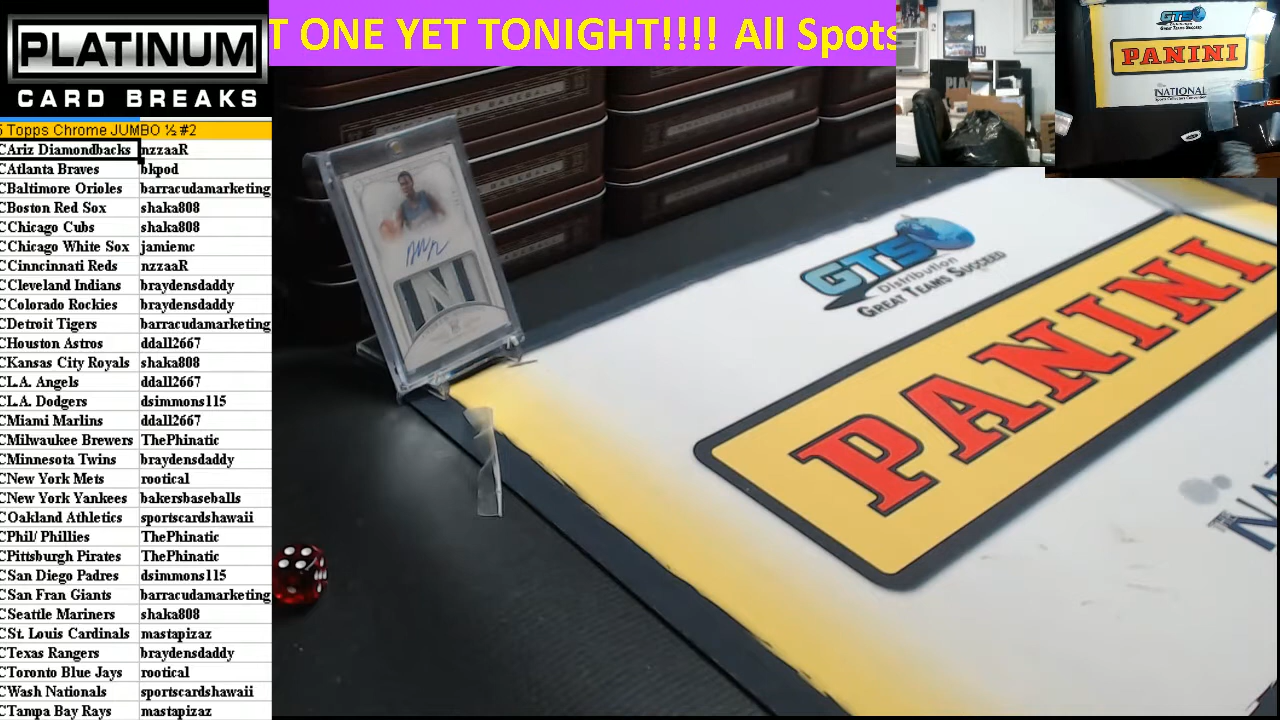 PLATINUM
CARD BREAKS
T ONE YET TONIGHT!!!! All Spots
5 Topps Chrome JUMBO ½ #2
CAriz Diamondbacks nzzaaR
CAtlanta Braves bkpod
CBaltimore Orioles barracudamarketing
CBoston Red Sox shaka808
CChicago Cubs shaka808
CChicago White Sox jamiemc
CCinncinnati Reds nzzaaR
CCleveland Indians braydensdaddy
CColorado Rockies braydensdaddy
CDetroit Tigers barracudamarketing
CHouston Astros ddall2667
CKansas City Royals shaka808
CL.A. Angels ddall2667
CL.A. Dodgers dsimmons115
CMiami Marlins ddall2667
CMilwaukee Brewers ThePhinatic
CMinnesota Twins braydensdaddy
CNew York Mets rootical
CNew York Yankees bakersbaseballs
COakland Athletics sportscardshawaii
CPhil/ Phillies ThePhinatic
CPittsburgh Pirates ThePhinatic
CSan Diego Padres dsimmons115
CSan Fran Giants barracudamarketing
CSeattle Mariners shaka808
CSt. Louis Cardinals mastapizaz
CTexas Rangers braydensdaddy
CToronto Blue Jays rootical
CWash Nationals sportscardshawaii
CTampa Bay Rays mastapizaz
GTS
Distribution
GREAT TEAMS SUCCEED
PANINI
NA
GTS
GREAT TEAMS SUCCEED
PANINI
NATIONAL